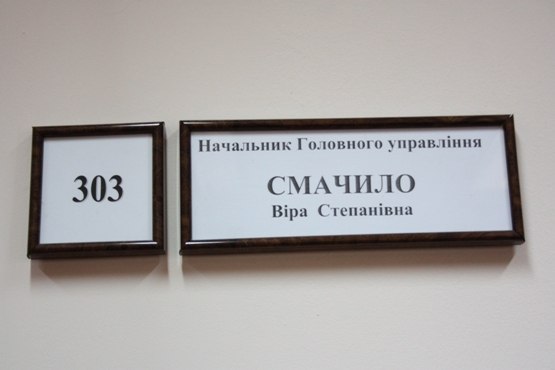 303
Начальник Головного управління
СМАЧИЛО
Віра Степанівна